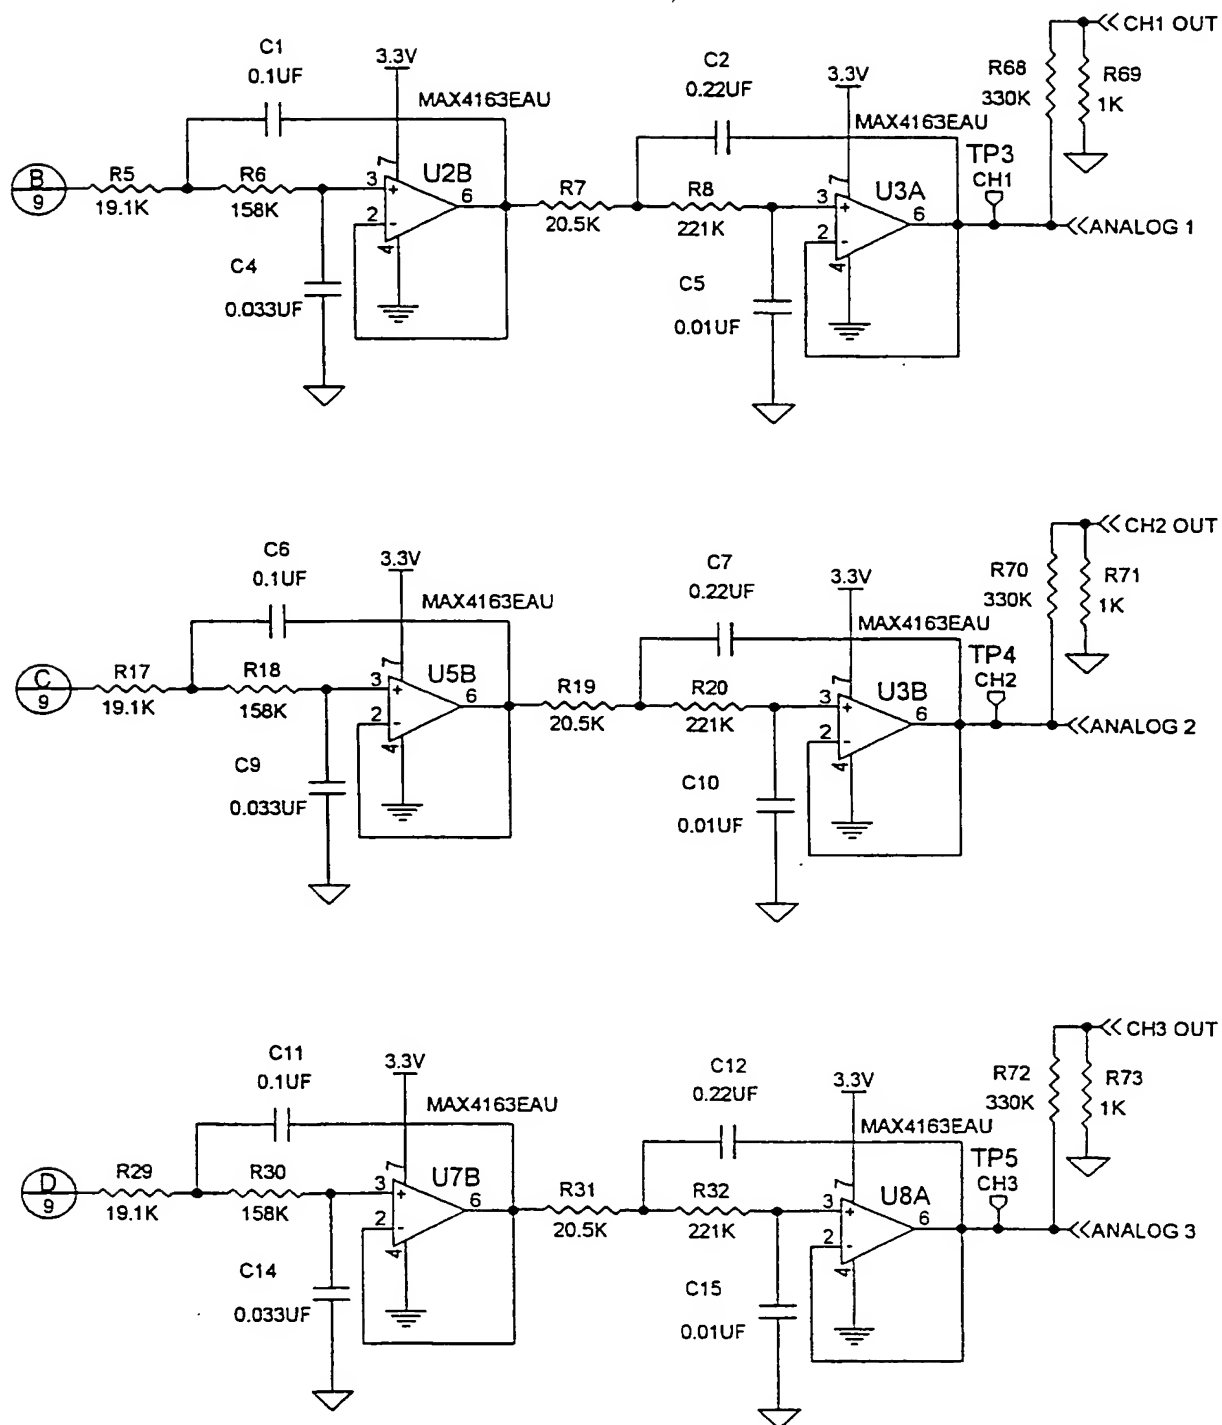 CH1 OUT
C1
0.1UF
3.3V
C2
0.22UF
3.3V
R68
330K
R69
1K
MAX4163EAU
MAX4163EAU
TP3
CH1
B
9
R5
19.1K
R6
158K
3
2
7
4
6
U2B
R7
20.5K
R8
221K
3
2
7
4
6
U3A
ANALOG 1
C4
0.033UF
C5
0.01UF
CH2 OUT
C6
0.1UF
3.3V
C7
0.22UF
3.3V
R70
330K
R71
1K
MAX4163EAU
MAX4163EAU
TP4
CH2
C
9
R17
19.1K
R18
158K
3
2
7
4
6
U5B
R19
20.5K
R20
221K
3
2
7
4
6
U3B
ANALOG 2
C9
0.033UF
C10
0.01UF
CH3 OUT
C11
0.1UF
3.3V
C12
0.22UF
3.3V
R72
330K
R73
1K
MAX4163EAU
MAX4163EAU
TP5
CH3
D
9
R29
19.1K
R30
158K
3
2
7
4
6
U7B
R31
20.5K
R32
221K
3
2
7
4
6
U8A
ANALOG 3
C14
0.033UF
C15
0.01UF